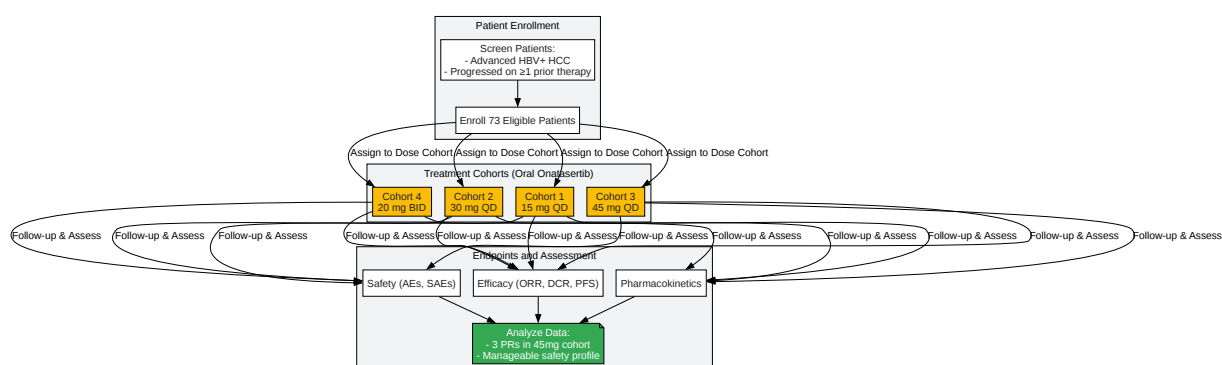 Patient Enrollment
Screen Patients:
- Advanced HBV+ HCC
- Progressed on ≥1 prior therapy
Enroll 73 Eligible Patients
Assign to Dose Cohort
Assign to Dose Cohort
Assign to Dose Cohort
Assign to Dose Cohort
Treatment Cohorts (Oral Onatasertib)
Cohort 4
20 mg BID
Cohort 2
30 mg QD
Cohort 1
15 mg QD
Cohort 3
45 mg QD
Follow-up & Assess
Follow-up & Assess
Follow-up & Assess
Follow-up & Assess
Follow-up & Assess
Follow-up & Assess
Follow-up & Assess
Follow-up & Assess
Follow-up & Assess
Follow-up & Assess
Follow-up & Assess
Follow-up & Assess
Endpoints and Assessment
Safety (AEs, SAEs)
Efficacy (ORR, DCR, PFS)
Pharmacokinetics
Analyze Data:
- 3 PRs in 45mg cohort
- Manageable safety profile